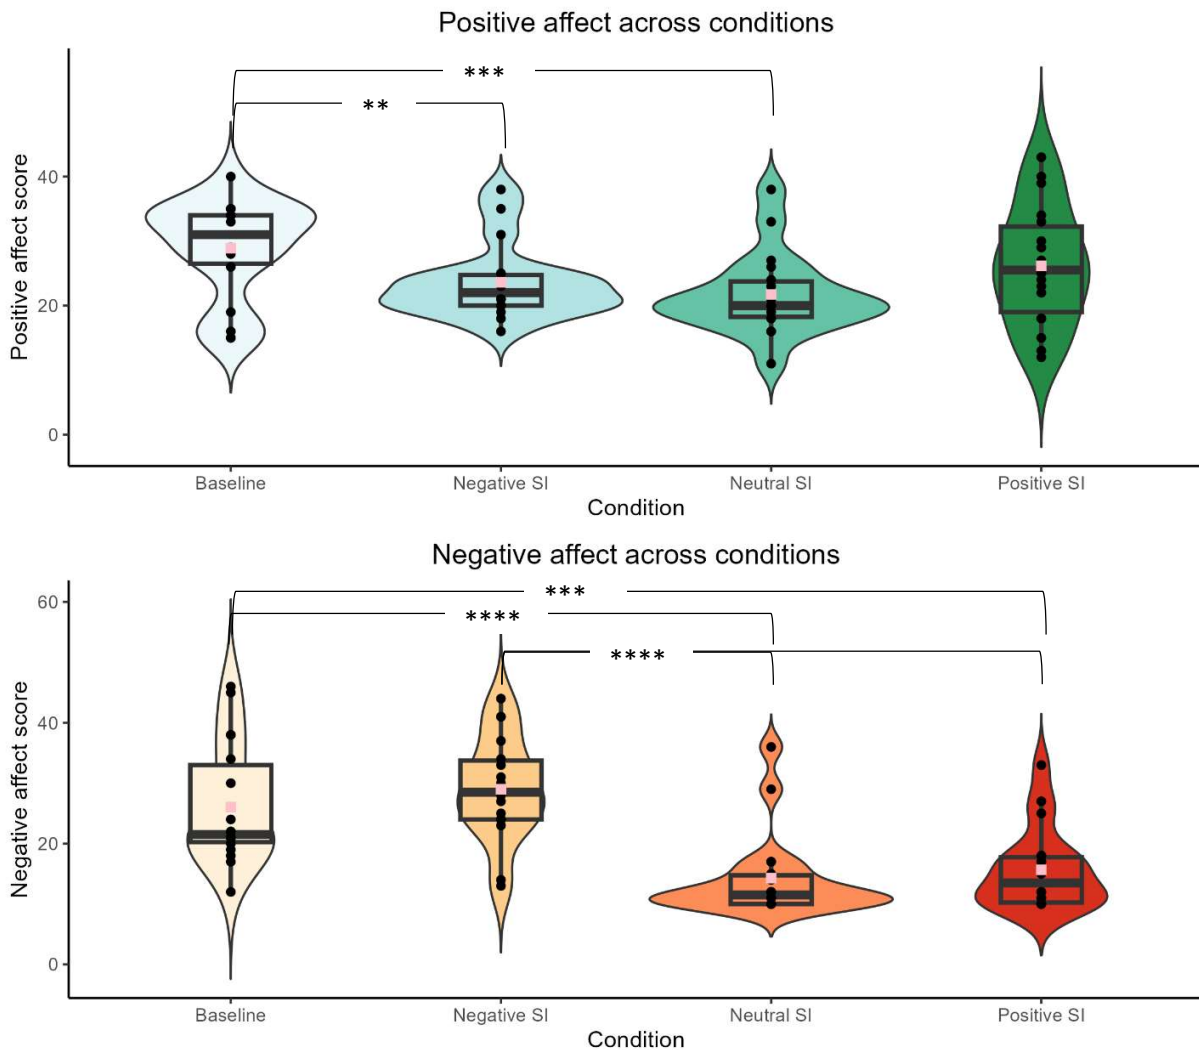 Positive affect across conditions
***
**
Positive affect score
40
20
0
Baseline Negative SI Neutral SI Positive SI
Condition
Negative affect across conditions
***
****
****
Negative affect score
60
40
20
0
Baseline Negative SI Neutral SI Positive SI
Condition